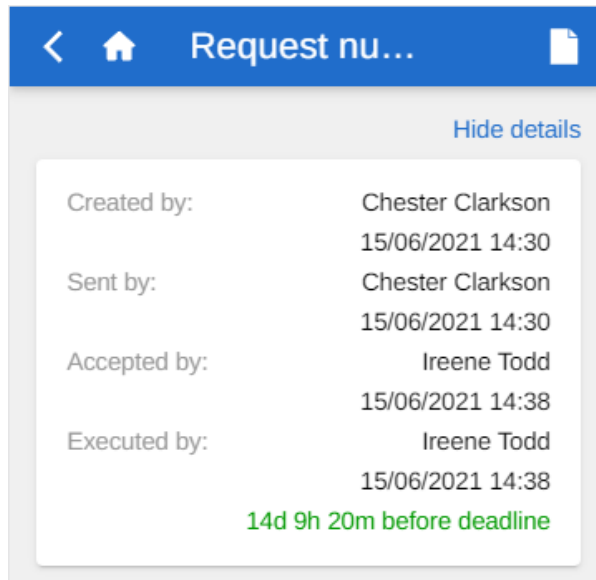 Request nu...
Hide details
Created by: Chester Clarkson
15/06/2021 14:30
Sent by: Chester Clarkson
15/06/2021 14:30
Accepted by: Ireene Todd
15/06/2021 14:38
Executed by: Ireene Todd
15/06/2021 14:38
14d 9h 20m before deadline